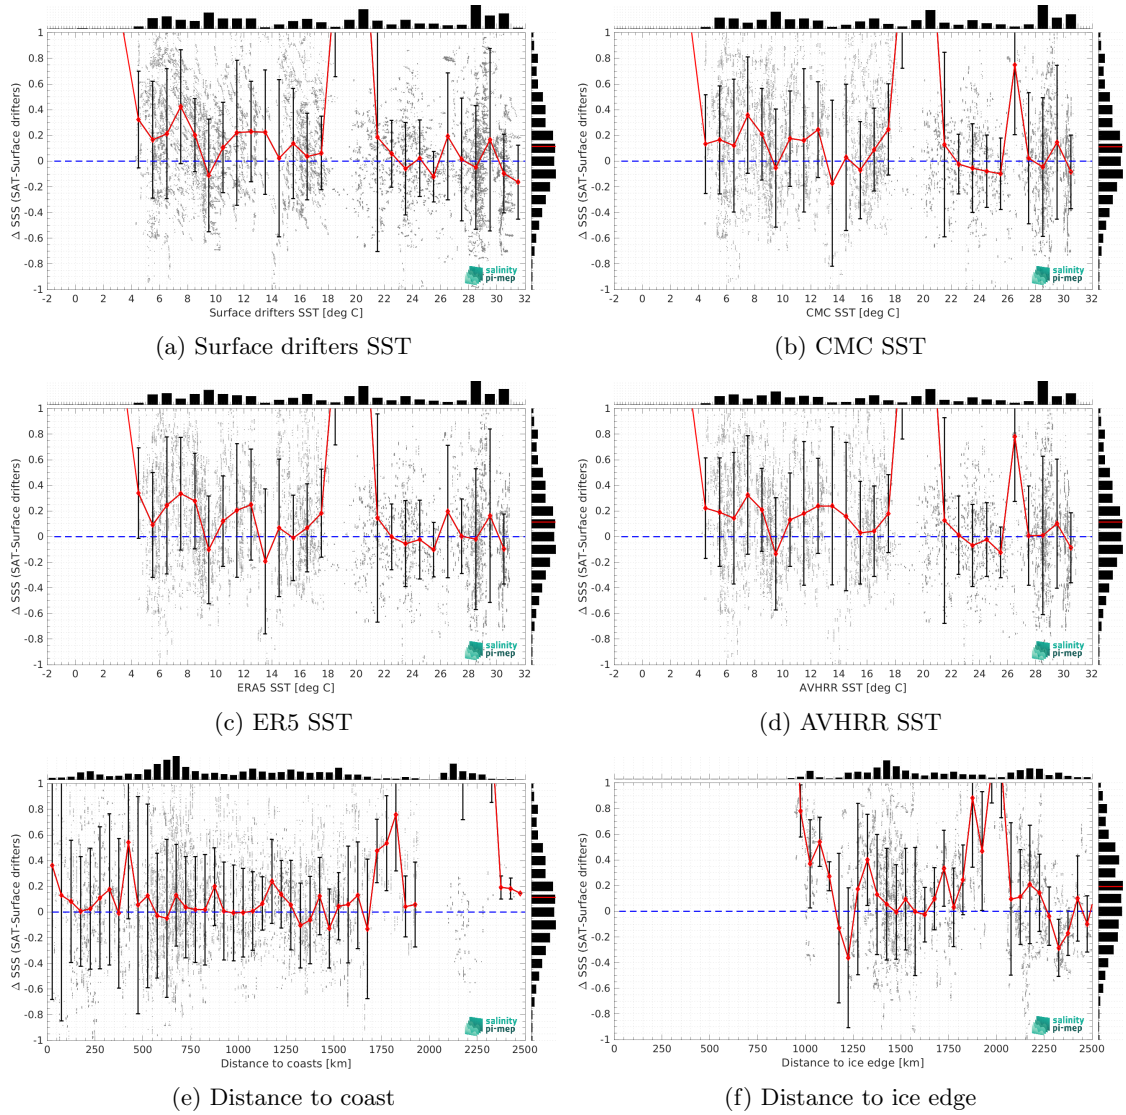 1
0.8
0.6
0.4
0.2
0
-0.2
-0.4
-0.6
-0.8
-1
Δ SSS (SAT-Surface drifters)
salinity
pi-mep
-2 0 2 4 6 8 10 12 14 16 18 20 22 24 26 28 30 32
Surface drifters SST [deg C]
(a) Surface drifters SST
1
0.8
0.6
0.4
0.2
0
-0.2
-0.4
-0.6
-0.8
-1
Δ SSS (SAT-Surface drifters)
salinity
pi-mep
-2 0 2 4 6 8 10 12 14 16 18 20 22 24 26 28 30 32
CMC SST [deg C]
(b) CMC SST
1
0.8
0.6
0.4
0.2
0
-0.2
-0.4
-0.6
-0.8
-1
Δ SSS (SAT-Surface drifters)
salinity
pi-mep
-2 0 2 4 6 8 10 12 14 16 18 20 22 24 26 28 30 32
ERA5 SST [deg C]
(c) ER5 SST
1
0.8
0.6
0.4
0.2
0
-0.2
-0.4
-0.6
-0.8
-1
Δ SSS (SAT-Surface drifters)
salinity
pi-mep
-2 0 2 4 6 8 10 12 14 16 18 20 22 24 26 28 30 32
AVHRR SST [deg C]
(d) AVHRR SST
1
0.8
0.6
0.4
0.2
0
-0.2
-0.4
-0.6
-0.8
-1
Δ SSS (SAT-Surface drifters)
salinity
pi-mep
0 250 500 750 1000 1250 1500 1750 2000 2250 2500
Distance to coasts [km]
(e) Distance to coast
1
0.8
0.6
0.4
0.2
0
-0.2
-0.4
-0.6
-0.8
-1
Δ SSS (SAT-Surface drifters)
salinity
pi-mep
0 250 500 750 1000 1250 1500 1750 2000 2250 2500
Distance to ice edge [km]
(f) Distance to ice edge